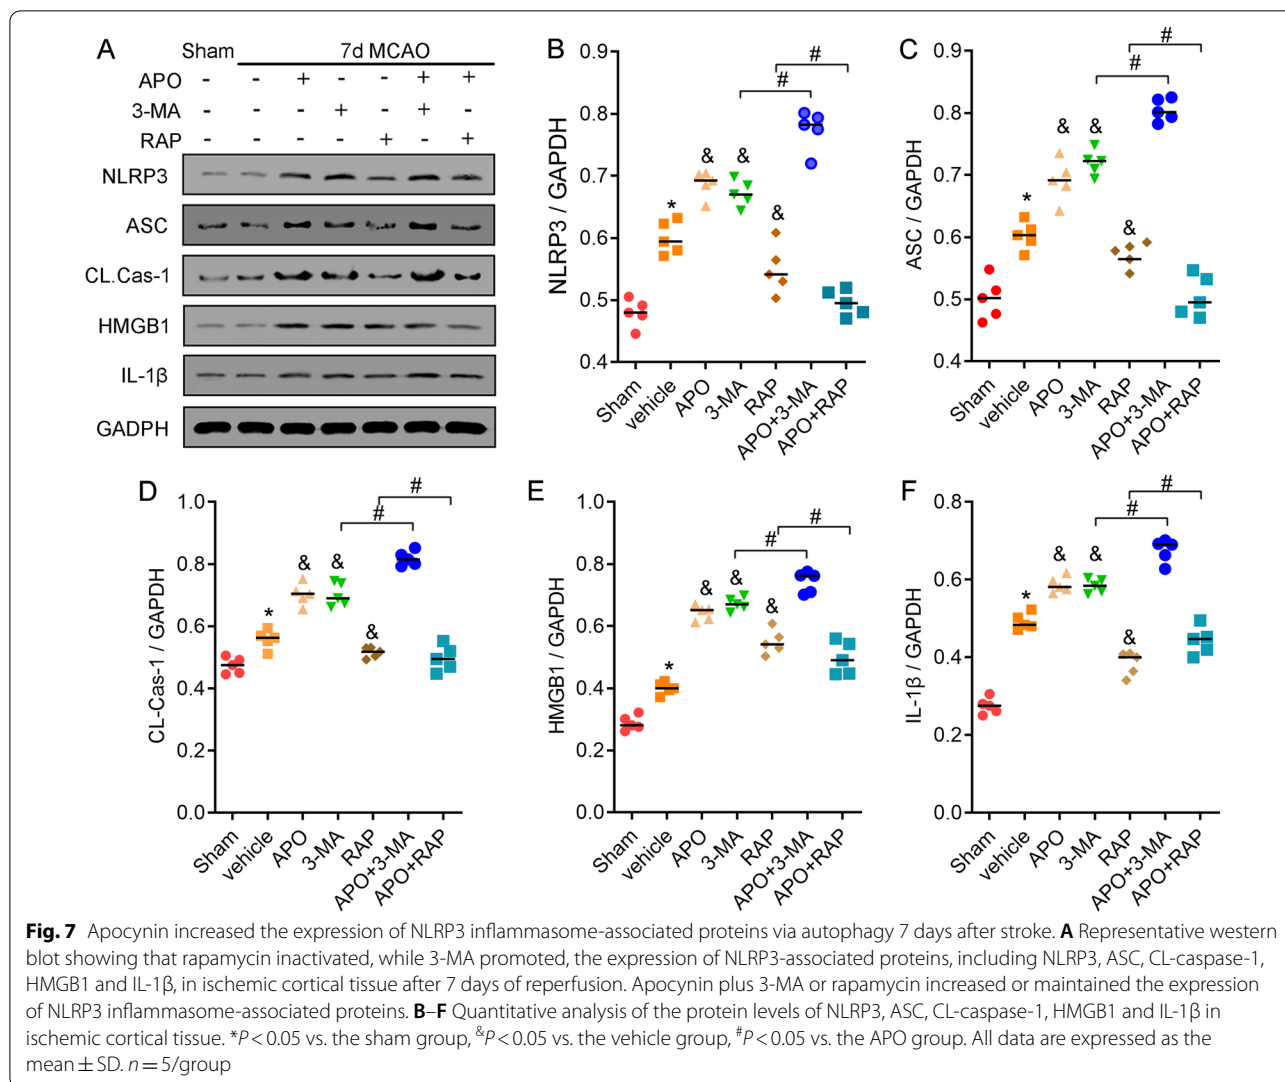 A
Sham 7d MCAO
APO - - + - - + +
3-MA - - - + - + -
RAP - - - - + - +
NLRP3
ASC
CL.Cas-1
HMGB1
IL-1β
GADPH
B
NLRP3 / GAPDH
0.9
0.8
0.7
0.6
0.5
0.4
* & & & # #
Sham vehicle APO 3-MA RAP APO+3-MA APO+RAP
C
ASC / GAPDH
0.9
0.8
0.7
0.6
0.5
0.4
* & & & # #
Sham vehicle APO 3-MA RAP APO+3-MA APO+RAP
D
CL-Cas-1 / GAPDH
1.0
0.8
0.6
0.4
0.2
0.0
* & & & # #
Sham vehicle APO 3-MA RAP APO+3-MA APO+RAP
E
HMGB1 / GAPDH
1.0
0.8
0.6
0.4
0.2
0.0
* & & & # #
Sham vehicle APO 3-MA RAP APO+3-MA APO+RAP
F
IL-1β / GAPDH
0.8
0.6
0.4
0.2
0.0
* & & & # #
Sham vehicle APO 3-MA RAP APO+3-MA APO+RAP
Fig. 7 Apocynin increased the expression of NLRP3 inflammasome-associated proteins via autophagy 7 days after stroke. A Representative western
blot showing that rapamycin inactivated, while 3-MA promoted, the expression of NLRP3-associated proteins, including NLRP3, ASC, CL-caspase-1,
HMGB1 and IL-1β, in ischemic cortical tissue after 7 days of reperfusion. Apocynin plus 3-MA or rapamycin increased or maintained the expression
of NLRP3 inflammasome-associated proteins. B–F Quantitative analysis of the protein levels of NLRP3, ASC, CL-caspase-1, HMGB1 and IL-1β in
ischemic cortical tissue. *P < 0.05 vs. the sham group, &P < 0.05 vs. the vehicle group, #P < 0.05 vs. the APO group. All data are expressed as the
mean ± SD. n = 5/group